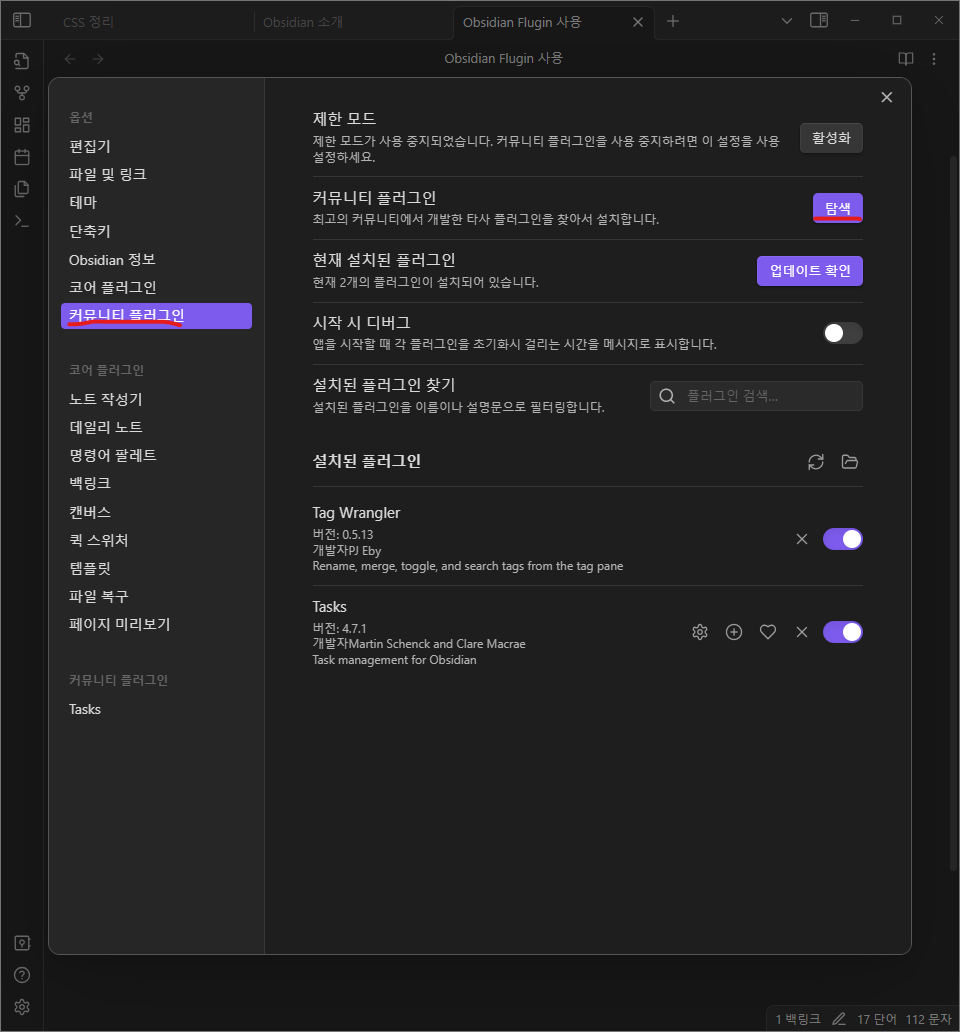 CSS 정리
Obsidian 소개
Obsidian Flugin 사용
Obsidian Flugin 사용
옵션
편집기
파일 및 링크
테마
단축키
Obsidian 정보
코어 플러그인
커뮤니티 플러그인
코어 플러그인
노트 작성기
데일리 노트
명령어 팔레트
백링크
캔버스
퀵 스위처
템플릿
파일 복구
페이지 미리보기
커뮤니티 플러그인
Tasks
제한 모드
제한 모드가 사용 중지되었습니다. 커뮤니티 플러그인을 사용 중지하려면 이 설정을 사용
설정하세요.
활성화
커뮤니티 플러그인
최고의 커뮤니티에서 개발한 타사 플러그인을 찾아서 설치합니다.
탐색
현재 설치된 플러그인
현재 2개의 플러그인이 설치되어 있습니다.
업데이트 확인
시작 시 디버그
앱을 시작할 때 각 플러그인을 초기화시 걸리는 시간을 메시지로 표시합니다.
설치된 플러그인 찾기
설치된 플러그인을 이름이나 설명문으로 필터링합니다.
플러그인 검색...
설치된 플러그인
Tag Wrangler
버전: 0.5.13
개발자PJ Eby
Rename, merge, toggle, and search tags from the tag pane
Tasks
버전: 4.7.1
개발자Martin Schenck and Clare Macrae
Task management for Obsidian
1 백링크
17 단어
112 문자